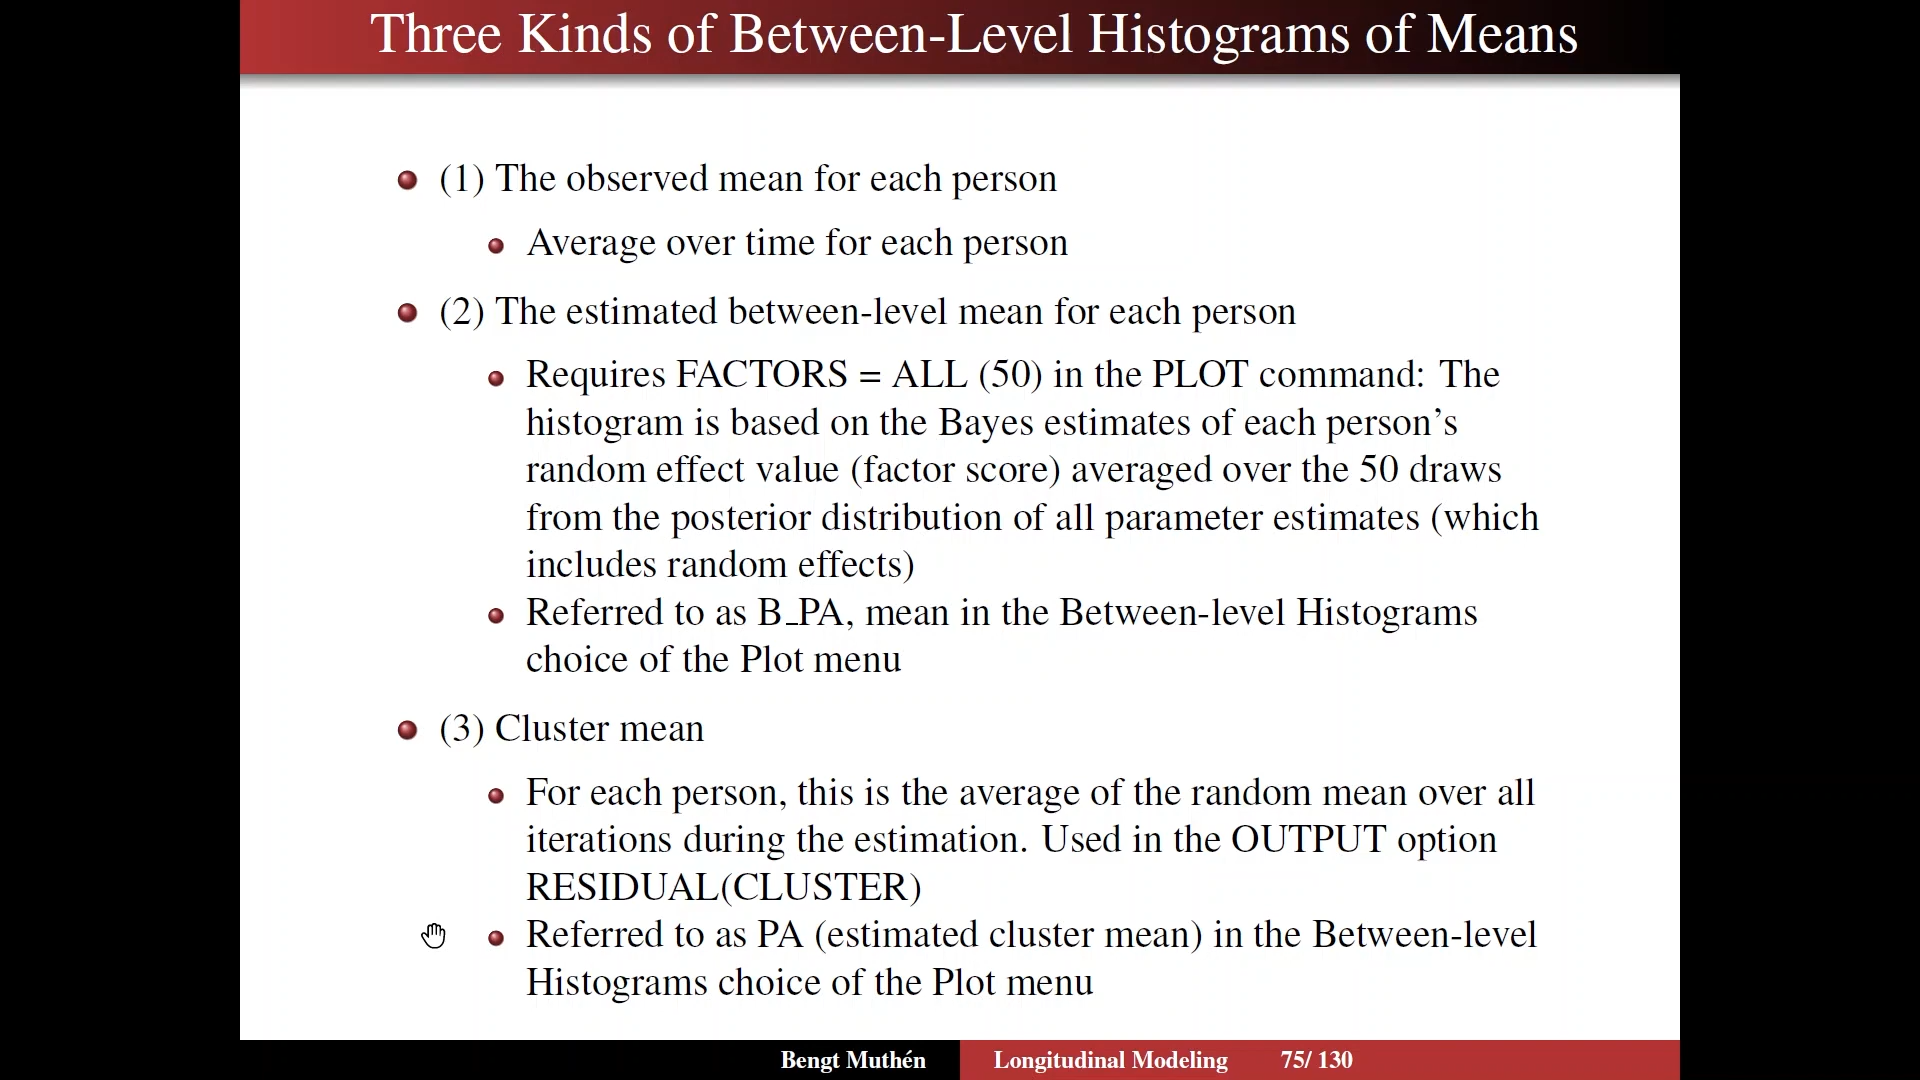 Three Kinds of Between-Level Histograms of Means
(1) The observed mean for each person
Average over time for each person
(2) The estimated between-level mean for each person
Requires FACTORS = ALL (50) in the PLOT command: The
histogram is based on the Bayes estimates of each person’s
random effect value (factor score) averaged over the 50 draws
from the posterior distribution of all parameter estimates (which
includes random effects)
Referred to as B_PA, mean in the Between-level Histograms
choice of the Plot menu
(3) Cluster mean
For each person, this is the average of the random mean over all
iterations during the estimation. Used in the OUTPUT option
RESIDUAL(CLUSTER)
Referred to as PA (estimated cluster mean) in the Between-level
Histograms choice of the Plot menu
Bengt Muthén Longitudinal Modeling 75/ 130